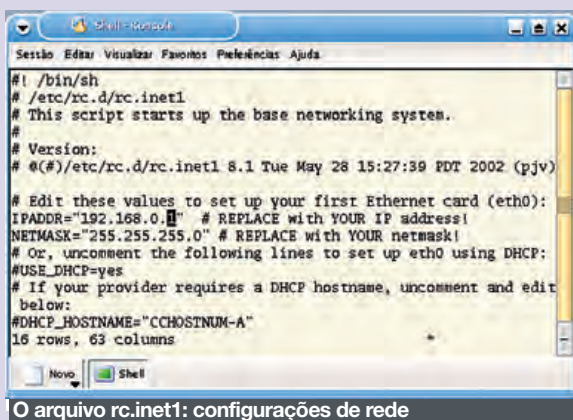 Shell - Konsole
Sessão Editar Visualizar Favoritos Preferências Ajuda
#! /bin/sh
# /etc/rc.d/rc.inet1
# This script starts up the base networking system.
#
# Version:
# @(#)/etc/rc.d/rc.inet1 8.1 Tue May 28 15:27:39 PDT 2002 (pjv)
# Edit these values to set up your first Ethernet card (eth0):
IPADDR="192.168.0.1" # REPLACE with YOUR IP address!
NETMASK="255.255.255.0" # REPLACE with YOUR netmask!
# Or, uncomment the following lines to set up eth0 using DHCP:
#USE_DHCP=yes
# If your provider requires a DHCP hostname, uncomment and edit
below:
#DHCP_HOSTNAME="CCHOSTNUM-A"
16 rows, 63 columns
Novo Shell
O arquivo rc.inet1: configurações de rede